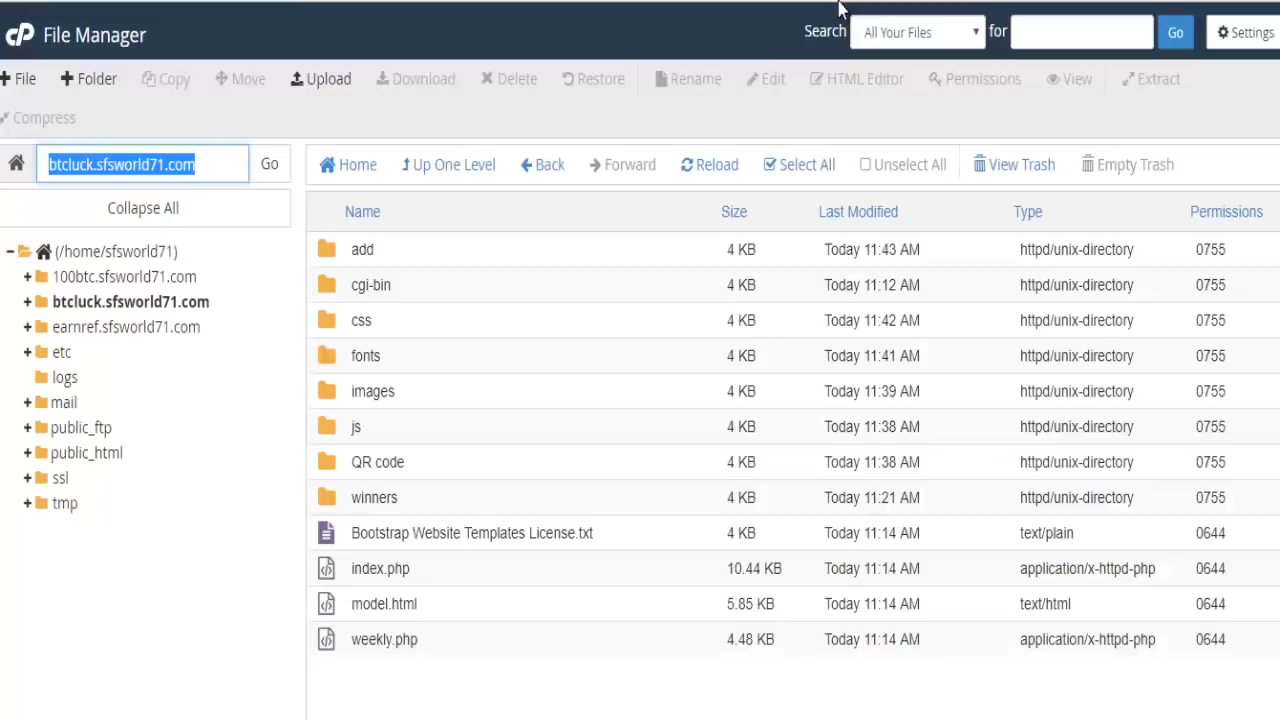 cP File Manager
Search All Your Files for Go Settings
File Folder Copy Move Upload Download Delete Restore Rename Edit HTML Editor Permissions View Extract
Compress
btcluck.sfsworld71.com Go
Home Up One Level Back Forward Reload Select All Unselect All View Trash Empty Trash
Collapse All
(/home/sfsworld71)
100btc.sfsworld71.com
btcluck.sfsworld71.com
earnref.sfsworld71.com
etc
logs
mail
public_ftp
public_html
ssl
tmp
Name Size Last Modified Type Permissions
add 4 KB Today 11:43 AM httpd/unix-directory 0755
cgi-bin 4 KB Today 11:12 AM httpd/unix-directory 0755
css 4 KB Today 11:42 AM httpd/unix-directory 0755
fonts 4 KB Today 11:41 AM httpd/unix-directory 0755
images 4 KB Today 11:39 AM httpd/unix-directory 0755
js 4 KB Today 11:38 AM httpd/unix-directory 0755
QR code 4 KB Today 11:38 AM httpd/unix-directory 0755
winners 4 KB Today 11:21 AM httpd/unix-directory 0755
Bootstrap Website Templates License.txt 4 KB Today 11:14 AM text/plain 0644
index.php 10.44 KB Today 11:14 AM application/x-httpd-php 0644
model.html 5.85 KB Today 11:14 AM text/html 0644
weekly.php 4.48 KB Today 11:14 AM application/x-httpd-php 0644